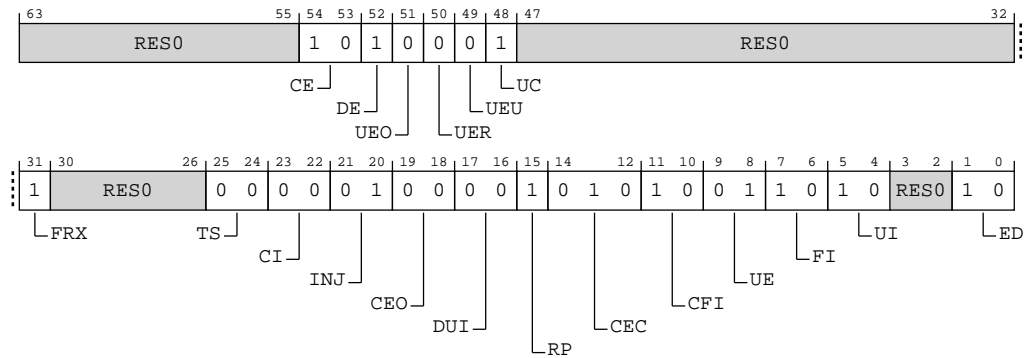 63 55 54 53 52 51 50 49 48 47 32
RES0 1 0 1 0 0 0 1 RES0
CE UC
DE UEU
UEO UER
31 30 26 25 24 23 22 21 20 19 18 17 16 15 14 12 11 10 9 8 7 6 5 4 3 2 1 0
1 RES0 0 0 0 0 0 1 0 0 0 0 1 0 1 0 1 0 0 1 1 0 1 0 RES0 1 0
FRX TS UI ED
CI FI
INJ UE
CEO CFI
DUI CEC
RP